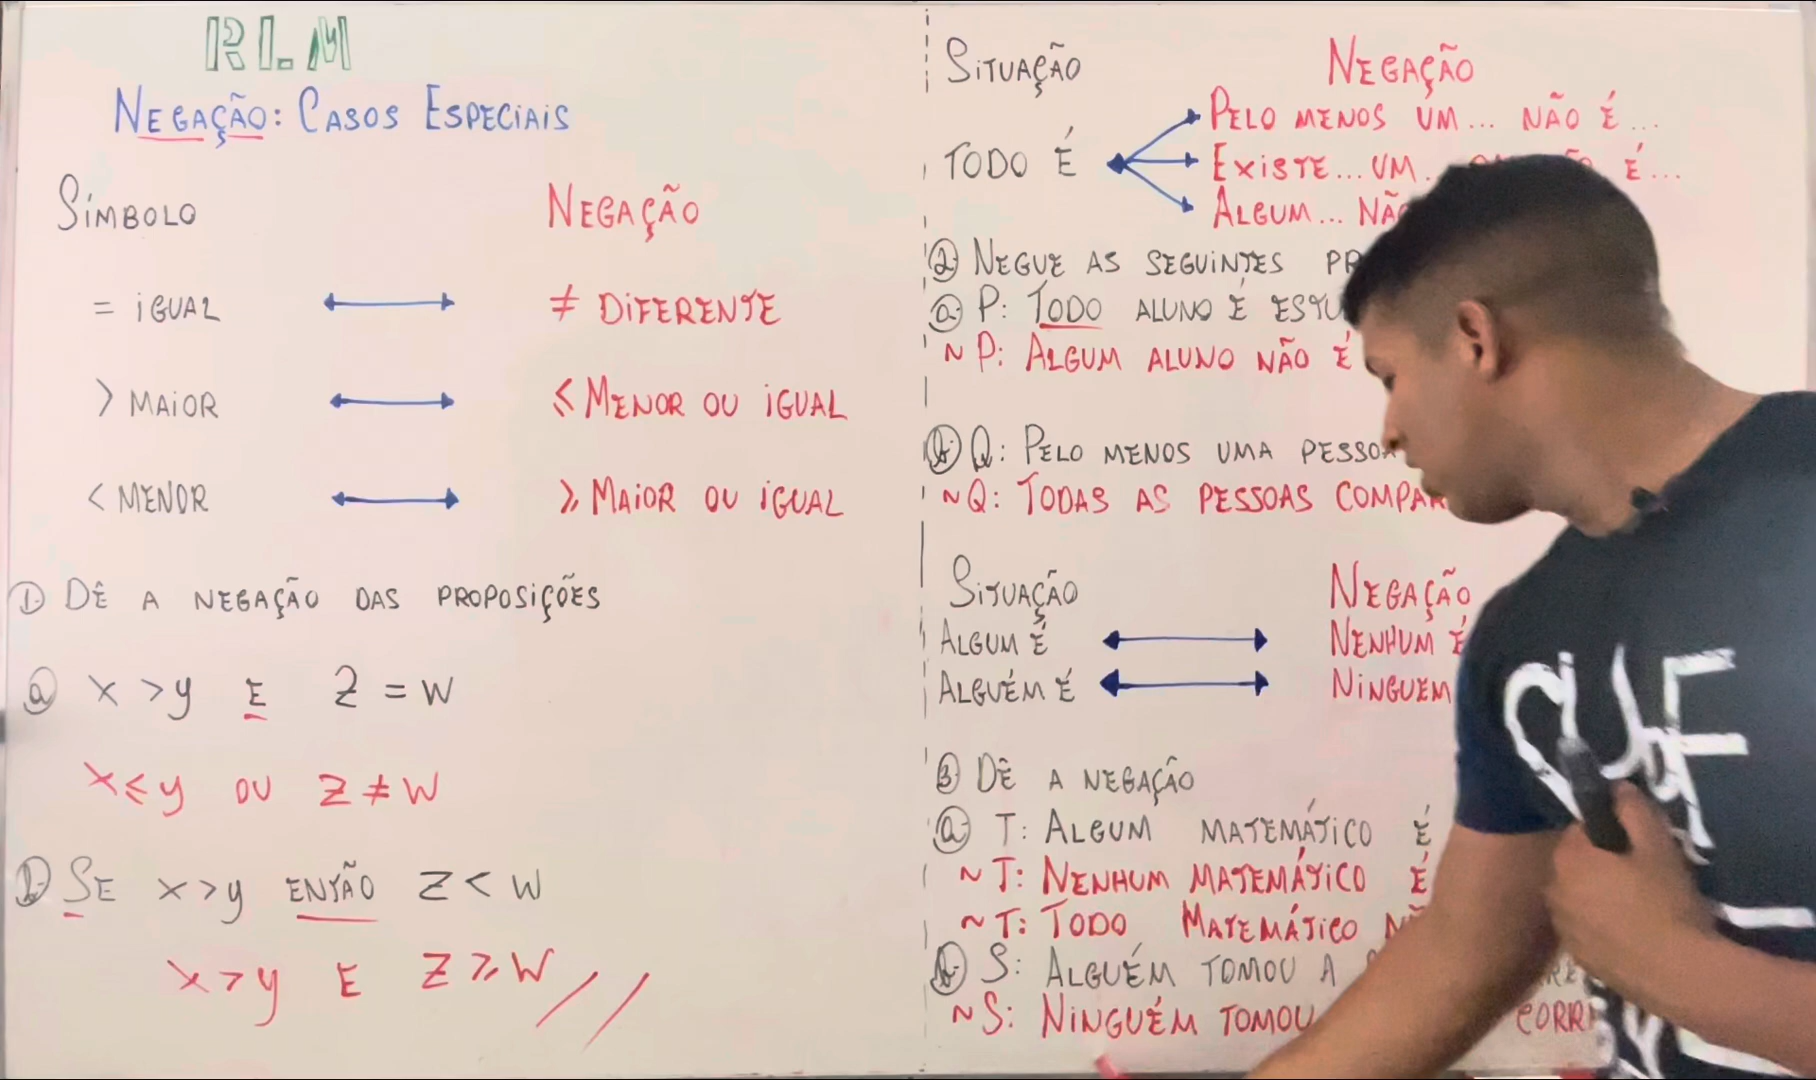 RLM
NEGAÇÃO: CASOS ESPECIAIS
SÍMBOLO NEGAÇÃO
= IGUAL ≠ DIFERENTE
> MAIOR ≤ MENOR OU IGUAL
< MENOR ≥ MAIOR OU IGUAL
① DÊ A NEGAÇÃO DAS PROPOSIÇÕES
ⓐ X > y E Z = W
X ≤ y OU Z ≠ W
ⓑ SE X > y ENTÃO Z < W
X > y E Z ≥ W //
SITUAÇÃO NEGAÇÃO
TODO É
PELO MENOS UM... NÃO É...
EXISTE... UM... É...
ALGUM...
② NEGUE AS SEGUINTES
ⓐ P: TODO ALUNO É
~P: ALGUM ALUNO NÃO É
ⓑ Q: PELO MENOS UMA PESSOA
~Q: TODAS AS PESSOAS
SITUAÇÃO NEGAÇÃO
ALGUM É NENHUM É
ALGUÉM É NINGUEM
③ DÊ A NEGAÇÃO
ⓐ T: ALGUM MATEMÁTICO É
~T: NENHUM MATEMÁTICO É
~T: TODO MATEMÁTICO
ⓑ S: ALGUÉM TOMOU A
~S: NINGUÉM TOMOU